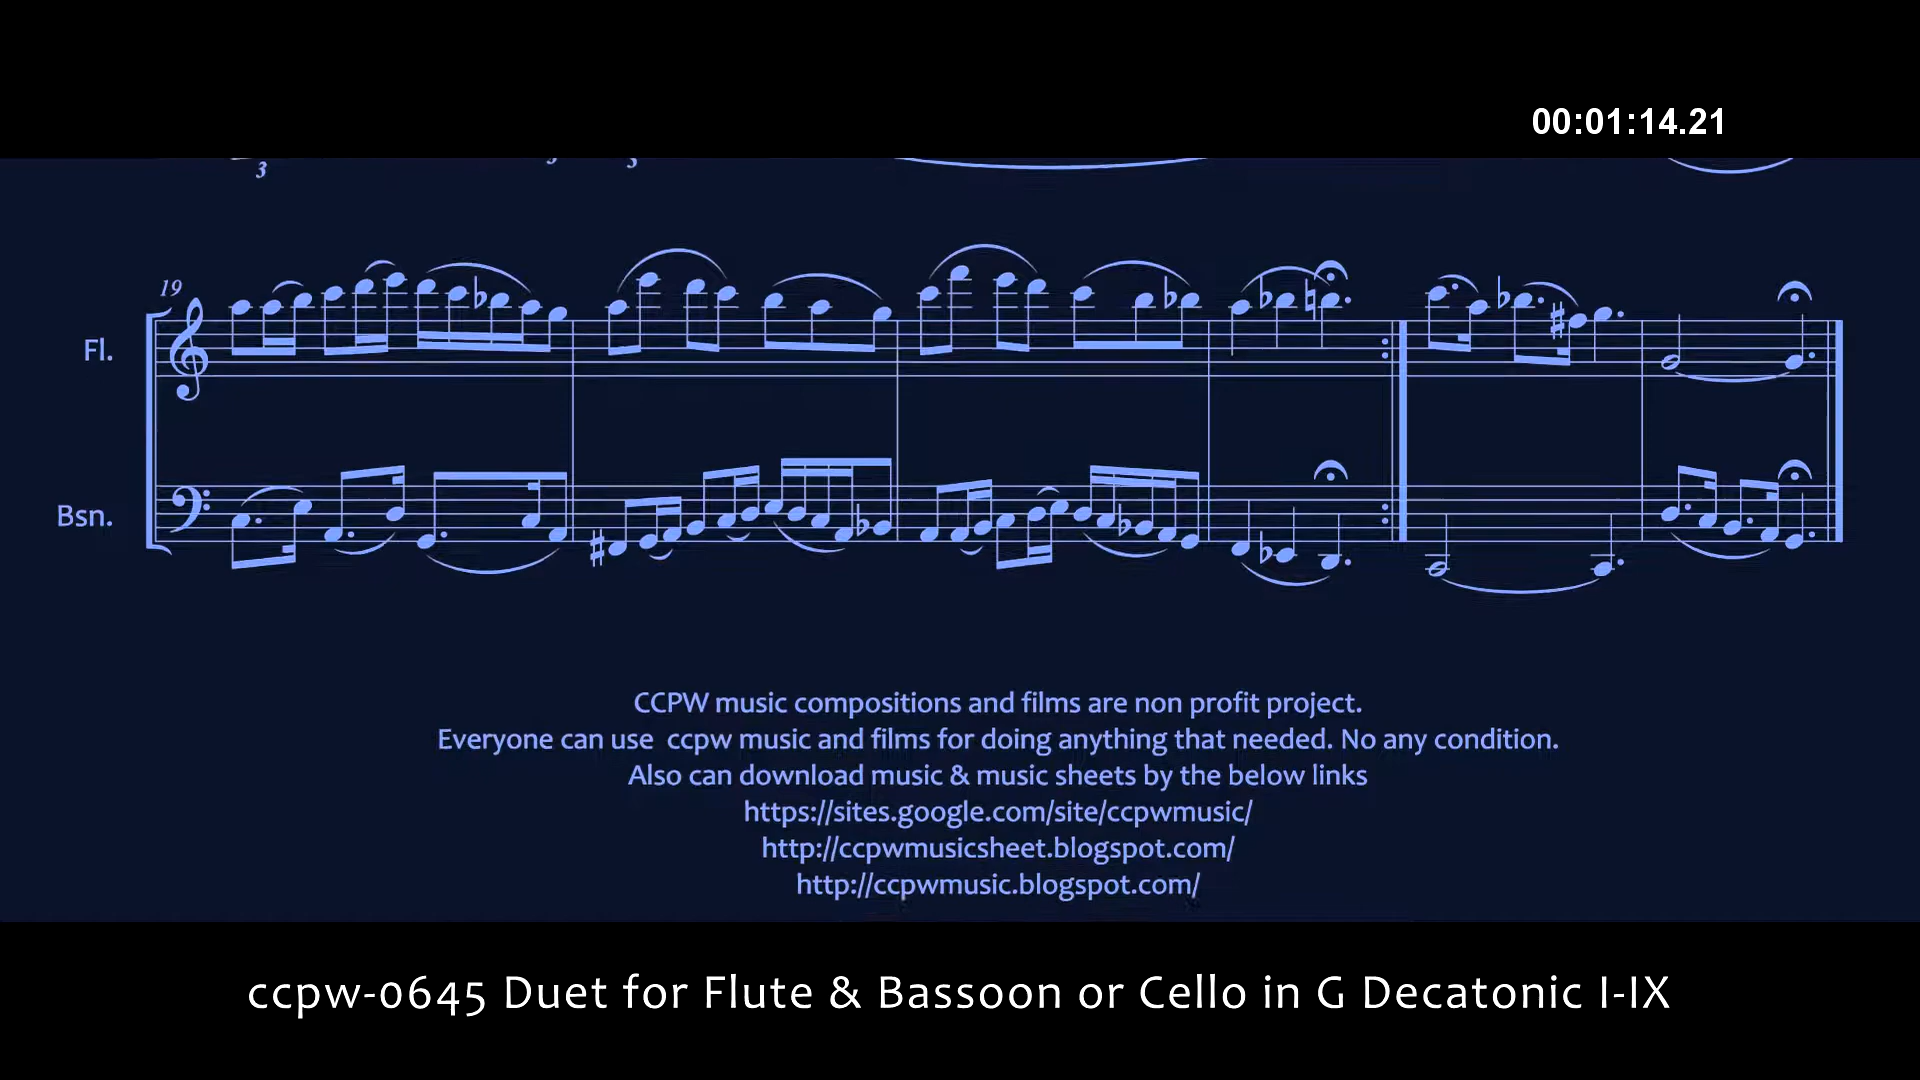 00:01:14.21
3
3
3
19
Fl.
Bsn.
CCPW music compositions and films are non profit project.
Everyone can use  ccpw music and films for doing anything that needed. No any condition.
Also can download music & music sheets by the below links
https://sites.google.com/site/ccpwmusic/
http://ccpwmusicsheet.blogspot.com/
http://ccpwmusic.blogspot.com/
ccpw-0645 Duet for Flute & Bassoon or Cello in G Decatonic I-IX